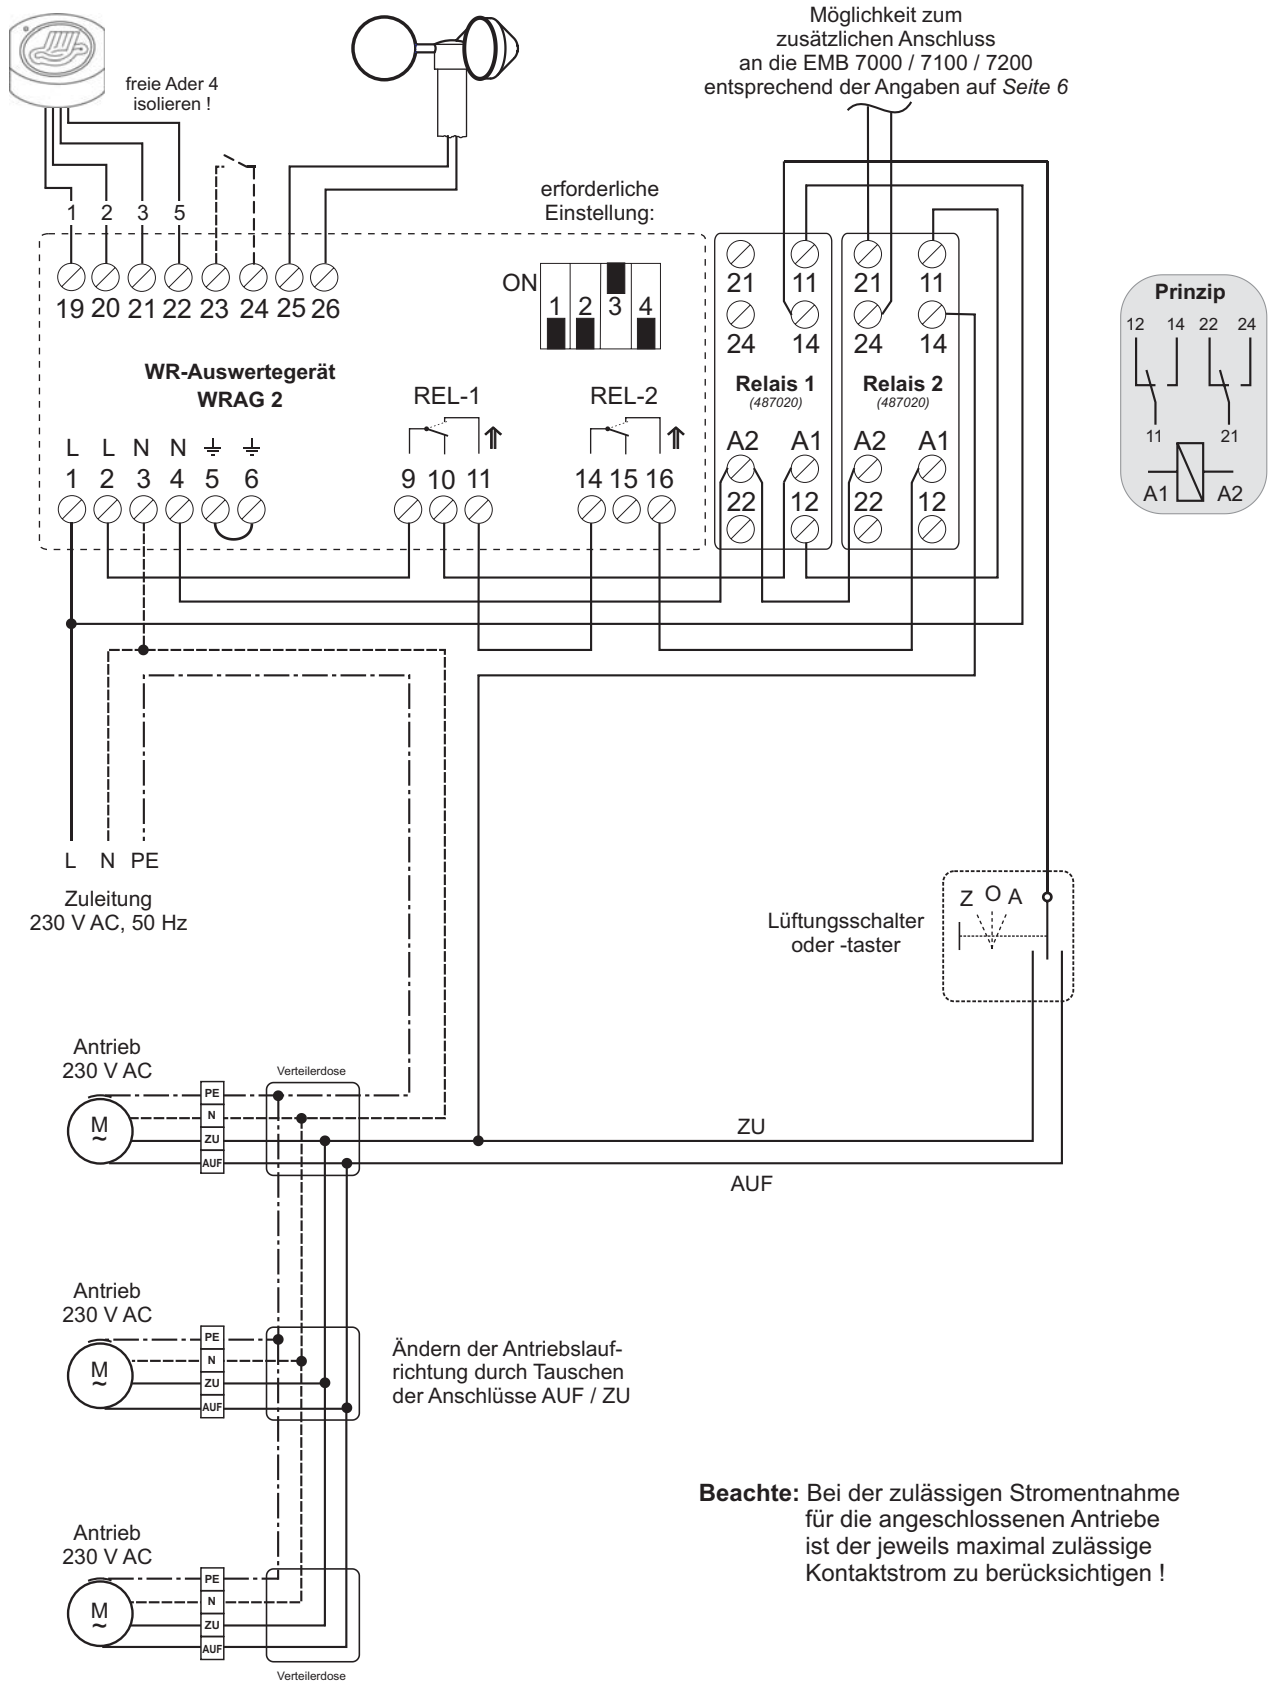 freie Ader 4
isolieren !
Möglichkeit zum
zusätzlichen Anschluss
an die EMB 7000 / 7100 / 7200
entsprechend der Angaben auf Seite 6
1 2 3 5
erforderliche
Einstellung:
19 20 21 22 23 24 25 26
ON
1 2 3 4
21 11
24 14
Relais 1
(487020)
A2 A1
22 12
21 11
24 14
Relais 2
(487020)
A2 A1
22 12
Prinzip
12 14 22 24
11 21
A1 A2
WR-Auswertegerät
WRAG 2
REL-1
REL-2
L L N N
1 2 3 4 5 6
9 10 11
14 15 16
L N PE
Zuleitung
230 V AC, 50 Hz
Lüftungsschalter
oder -taster
Z O A
Antrieb
230 V AC
M
~
PE
N
ZU
AUF
Verteilerdose
ZU
AUF
Antrieb
230 V AC
M
~
PE
N
ZU
AUF
Ändern der Antriebslauf-
richtung durch Tauschen
der Anschlüsse AUF / ZU
Antrieb
230 V AC
M
~
PE
N
ZU
AUF
Verteilerdose
Beachte: Bei der zulässigen Stromentnahme
für die angeschlossenen Antriebe
ist der jeweils maximal zulässige
Kontaktstrom zu berücksichtigen !